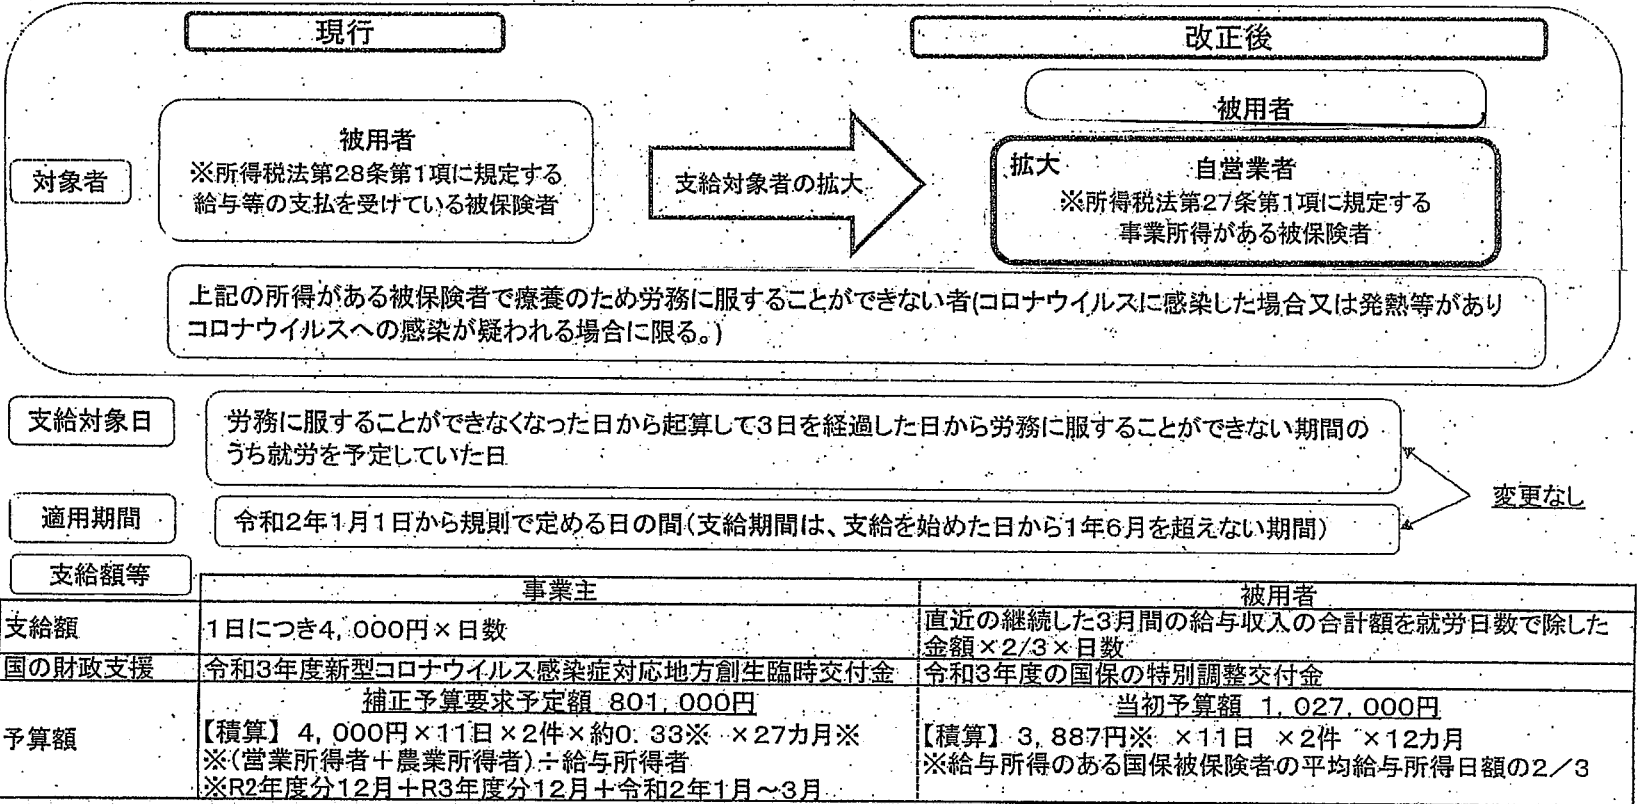 現行
改正後
対象者
被用者
※所得税法第28条第1項に規定する
給与等の支払を受けている被保険者
支給対象者の拡大
被用者
拡大 自営業者
※所得税法第27条第1項に規定する
事業所得がある被保険者
上記の所得がある被保険者で療養のため労務に服することができない者(コロナウイルスに感染した場合又は発熱等があり
コロナウイルスへの感染が疑われる場合に限る。)
支給対象日
労務に服することができなくなった日から起算して3日を経過した日から労務に服することができない期間の
うち就労を予定していた日
変更なし
適用期間
令和2年1月1日から規則で定める日の間(支給期間は、支給を始めた日から1年6月を超えない期間)
支給額等
事業主
被用者
支給額
1日につき4,000円×日数
直近の継続した3月間の給与収入の合計額を就労日数で除した
金額×2/3×日数
国の財政支援
令和3年度新型コロナウイルス感染症対応地方創生臨時交付金
令和3年度の国保の特別調整交付金
予算額
補正予算要求予定額 801,000円
【積算】4,000円×11日×2件×約0.33※ ×27カ月※
※(営業所得者+農業所得者)÷給与所得者
※R2年度分12月+R3年度分12月+令和2年1月~3月
当初予算額 1,027,000円
【積算】3,887円※ ×11日 ×2件 ×12カ月
※給与所得のある国保被保険者の平均給与所得日額の2/3